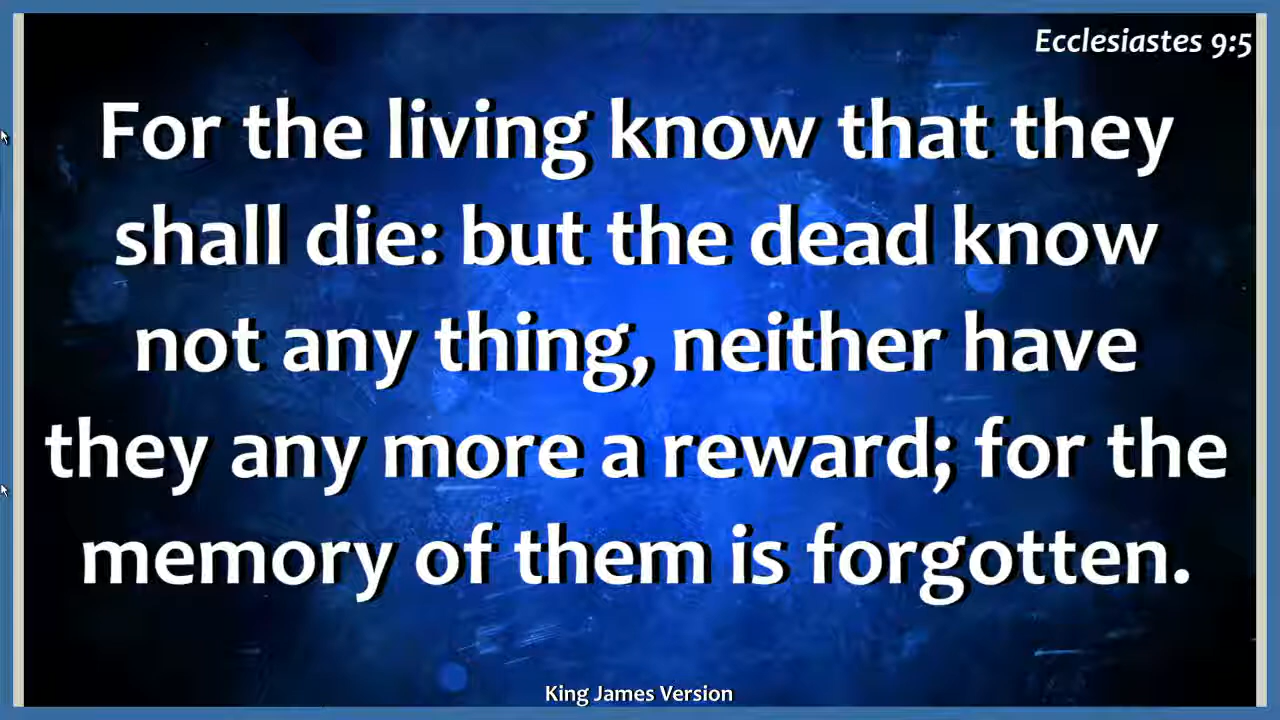 Ecclesiastes 9:5
For the living know that they
shall die: but the dead know
not any thing, neither have
they any more a reward; for the
memory of them is forgotten.
King James Version